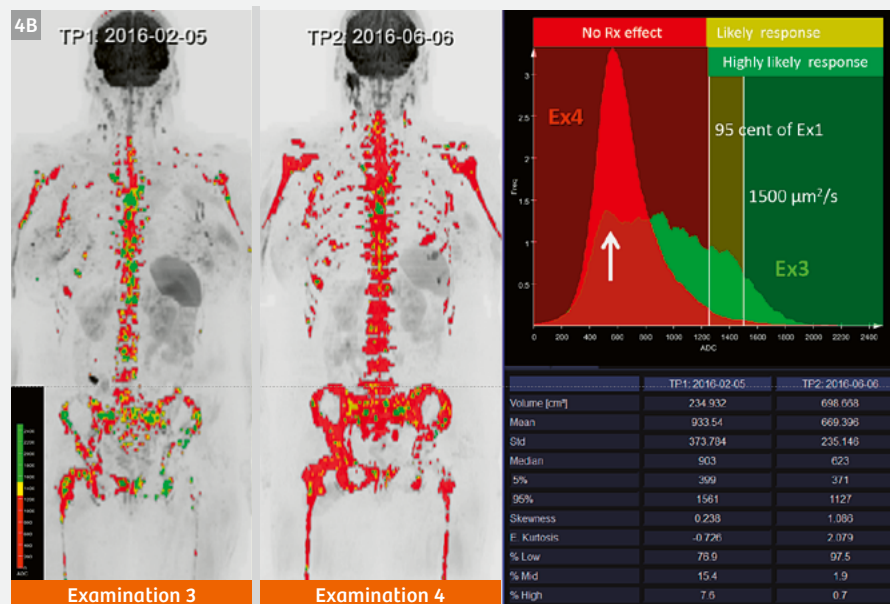 4B
TP1: 2016-02-05
TP2: 2016-06-06
Examination 3
Examination 4
No Rx effect
Likely response
Highly likely response
Ex4
95 cent of Ex1
1500 µm²/s
Ex3
Freq
3
2.5
2
1.5
1
0.5
0 200 400 600 800 1000 1200 1400 1600 1800 2000 2200 2400
ADC
TP1: 2016-02-05 TP2: 2016-06-06
Volume [cm³] 234.932 698.668
Mean 933.54 669.396
Std 373.784 235.146
Median 903 623
5% 399 371
95% 1561 1127
Skewness 0.238 1.086
E. Kurtosis -0.726 2.079
% Low 76.9 97.5
% Mid 15.4 1.9
% High 7.6 0.7
ADC